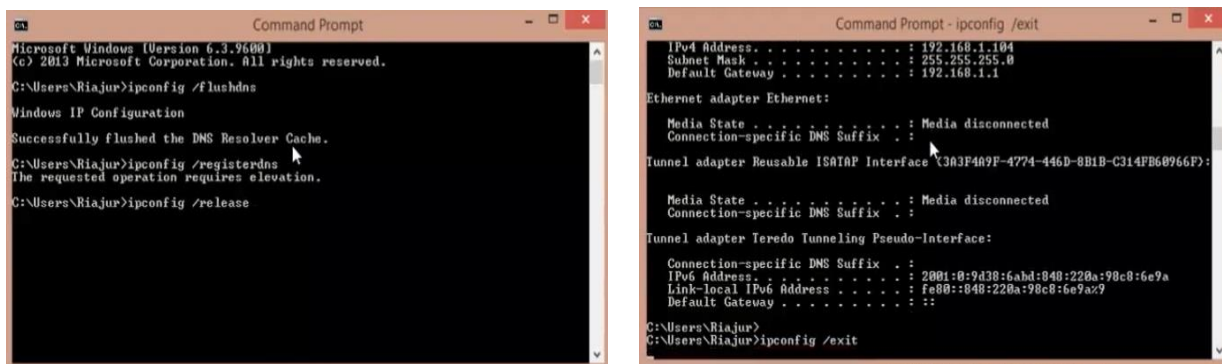 Command Prompt
Microsoft Windows [Version 6.3.9600]
(c) 2013 Microsoft Corporation. All rights reserved.
C:\Users\Riajur>ipconfig /flushdns
Windows IP Configuration
Successfully flushed the DNS Resolver Cache.
C:\Users\Riajur>ipconfig /registerdns
The requested operation requires elevation.
C:\Users\Riajur>ipconfig /release
Command Prompt - ipconfig /exit
IPv4 Address. . . . . . . . . . . : 192.168.1.104
Subnet Mask . . . . . . . . . . . : 255.255.255.0
Default Gateway . . . . . . . . . : 192.168.1.1
Ethernet adapter Ethernet:
Media State . . . . . . . . . . . : Media disconnected
Connection-specific DNS Suffix  . :
Tunnel adapter Reusable ISATAP Interface {3A3F4A9F-4774-446D-8B1B-C314FB60966F}:
Media State . . . . . . . . . . . : Media disconnected
Connection-specific DNS Suffix  . :
Tunnel adapter Teredo Tunneling Pseudo-Interface:
Connection-specific DNS Suffix  . :
IPv6 Address. . . . . . . . . . . : 2001:0:9d38:6abd:848:220a:98c8:6e9a
Link-local IPv6 Address . . . . . : fe80::848:220a:98c8:6e9a%9
Default Gateway . . . . . . . . . : ::
C:\Users\Riajur>
C:\Users\Riajur>ipconfig /exit